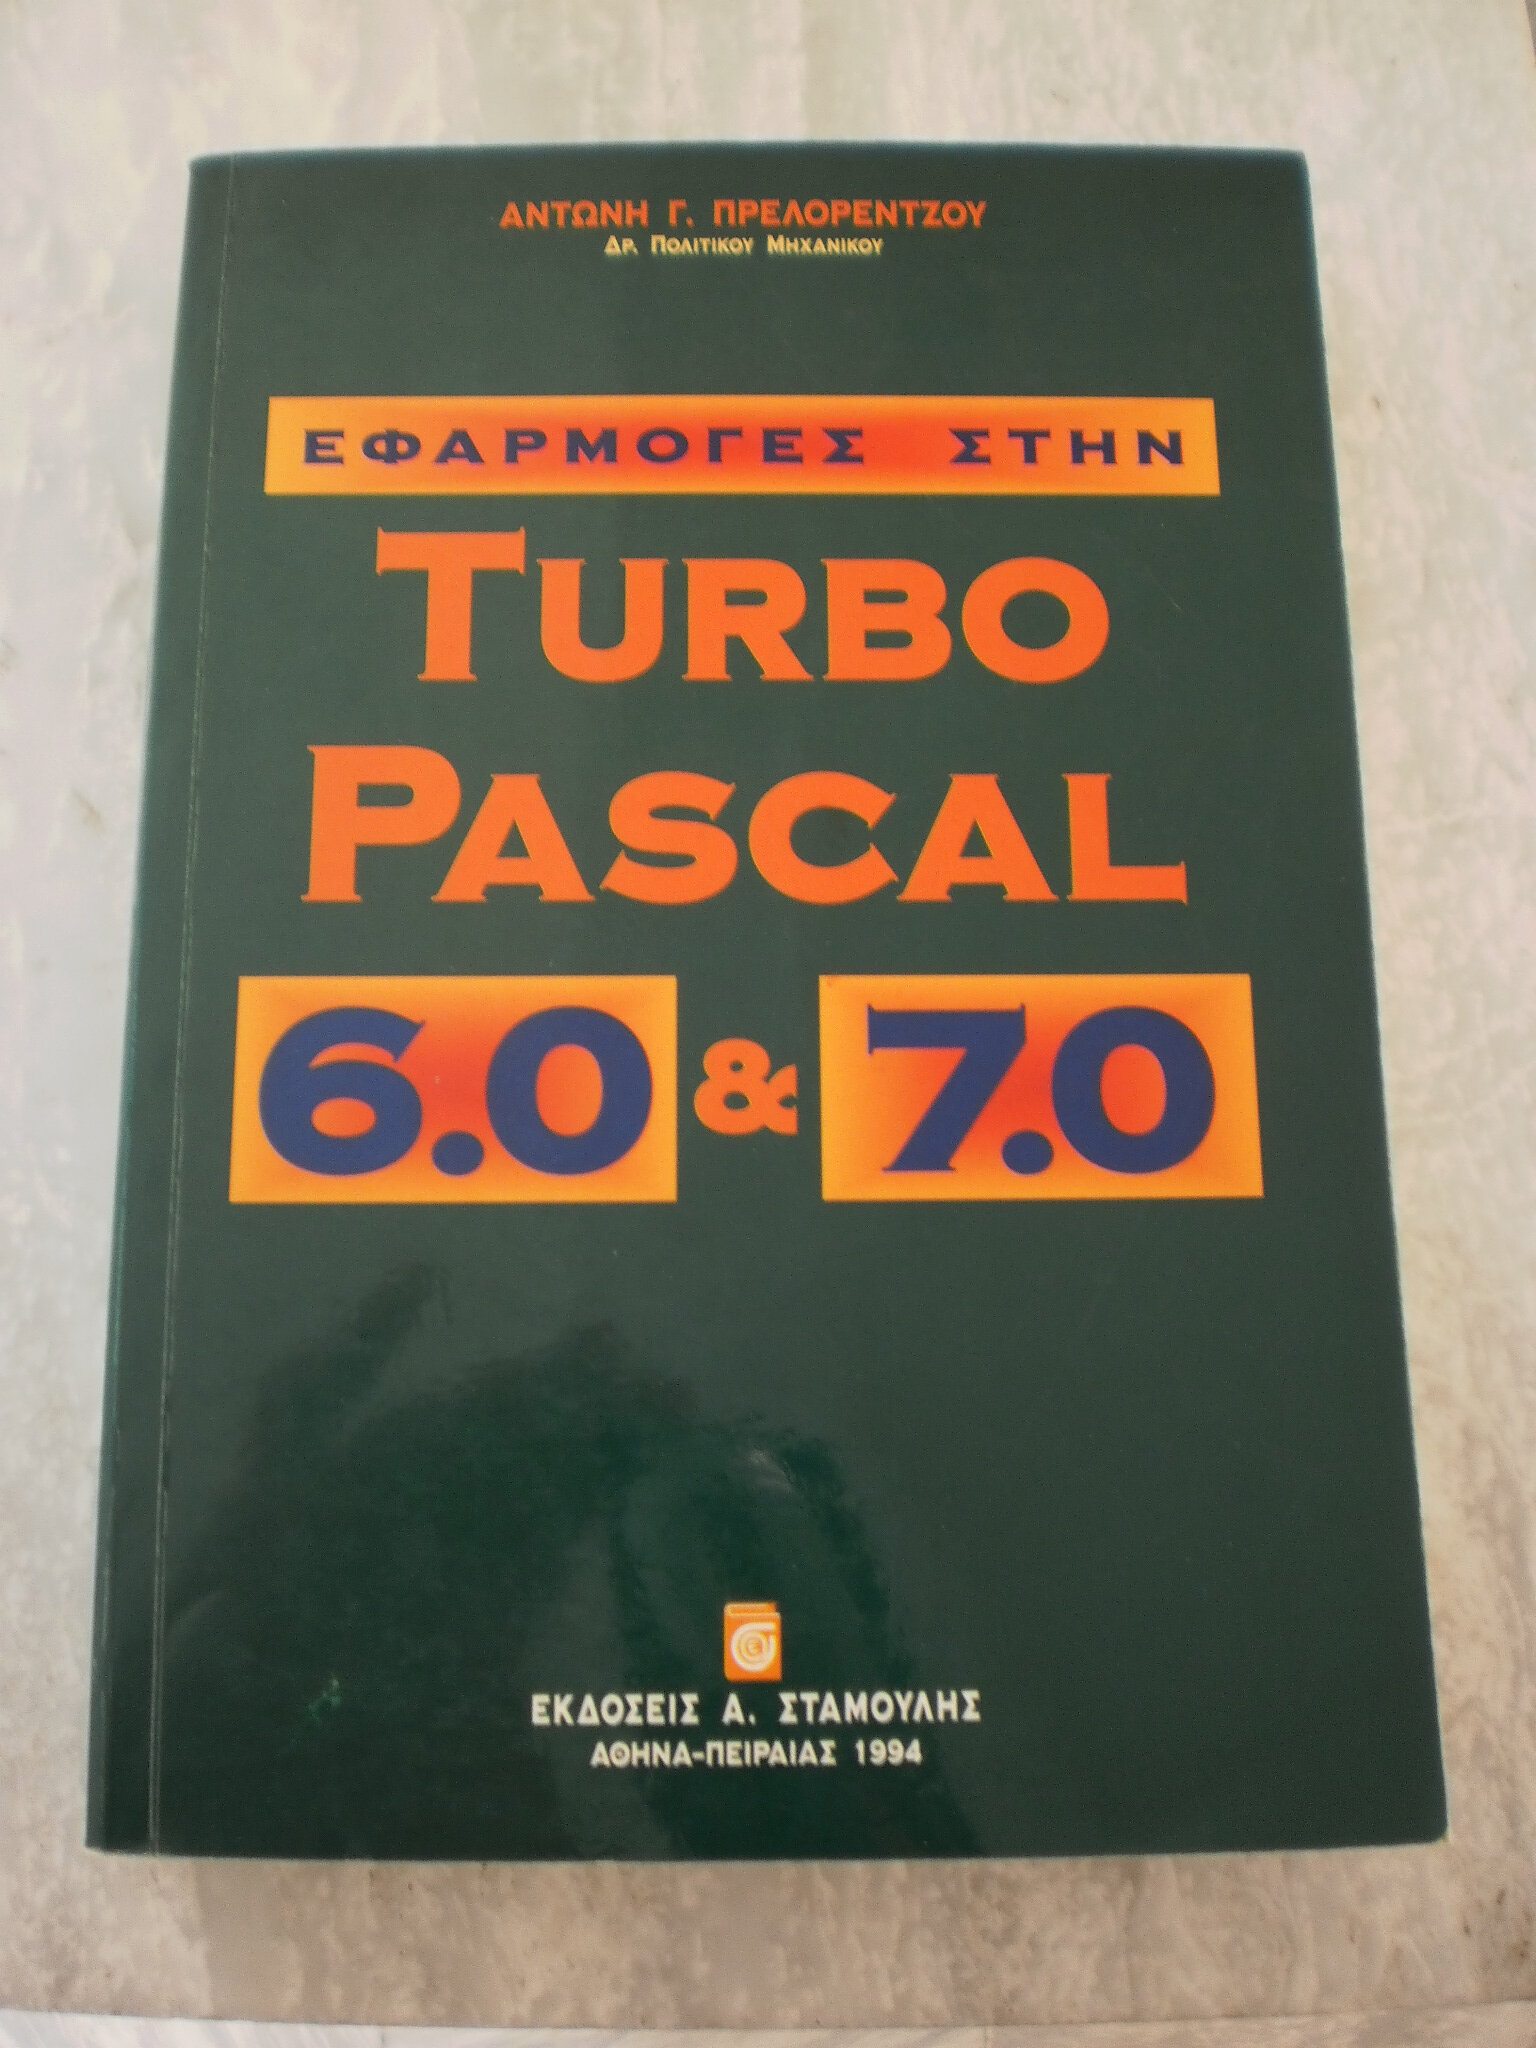 ΑΝΤΩΝΗ Γ. ΠΡΕΛΟΡΕΝΤΖΟΥ
ΔΡ. ΠΟΛΙΤΙΚΟΥ ΜΗΧΑΝΙΚΟΥ
ΕΦΑΡΜΟΓΕΣ ΣΤΗΝ
TURBO
PASCAL
6.0 & 7.0
ΕΚΔΟΣΕΙΣ Α. ΣΤΑΜΟΥΛΗΣ
ΑΘΗΝΑ-ΠΕΙΡΑΙΑΣ 1994